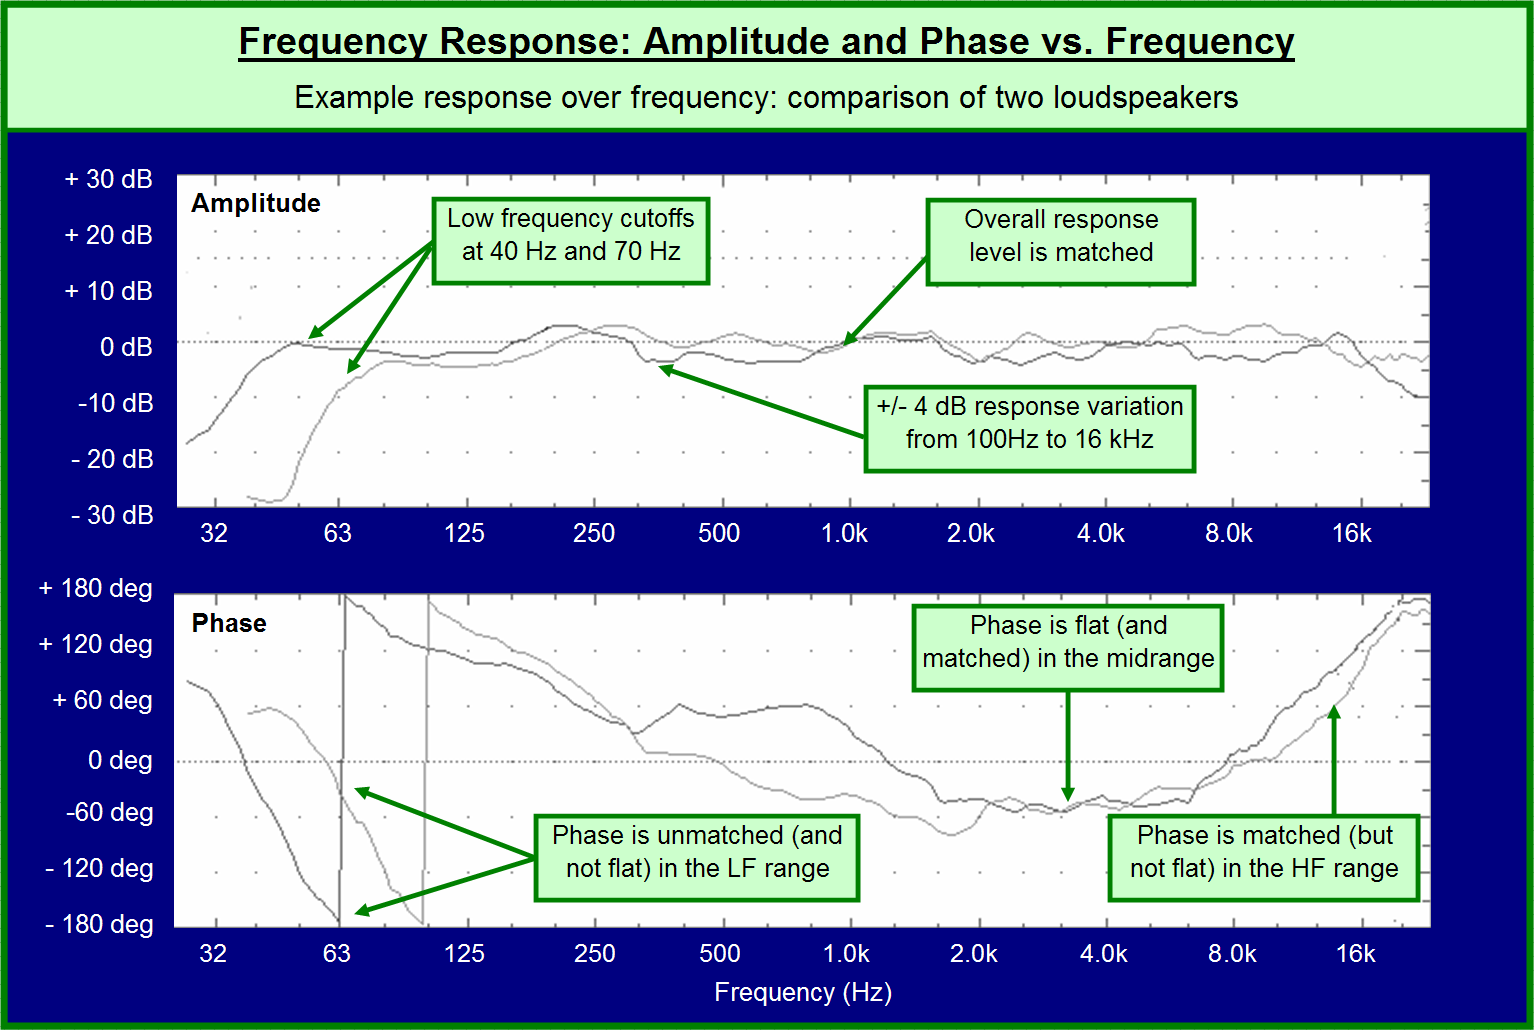 Frequency Response: Amplitude and Phase vs. Frequency
Example response over frequency: comparison of two loudspeakers
+ 30 dB
+ 20 dB
+ 10 dB
0 dB
-10 dB
- 20 dB
- 30 dB
Amplitude
Low frequency cutoffs
at 40 Hz and 70 Hz
Overall response
level is matched
+/- 4 dB response variation
from 100Hz to 16 kHz
32 63 125 250 500 1.0k 2.0k 4.0k 8.0k 16k
+ 180 deg
+ 120 deg
+ 60 deg
0 deg
-60 deg
- 120 deg
- 180 deg
Phase
Phase is flat (and
matched) in the midrange
Phase is unmatched (and
not flat) in the LF range
Phase is matched (but
not flat) in the HF range
32 63 125 250 500 1.0k 2.0k 4.0k 8.0k 16k
Frequency (Hz)